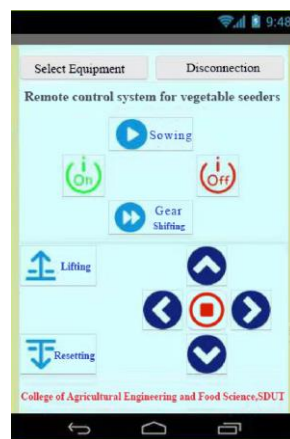 9:48
Select Equipment Disconnection
Remote control system for vegetable seeders
Sowing
On Off
Gear
Shifting
Lifting
Resetting
College of Agricultural Engineering and Food Science,SDUT